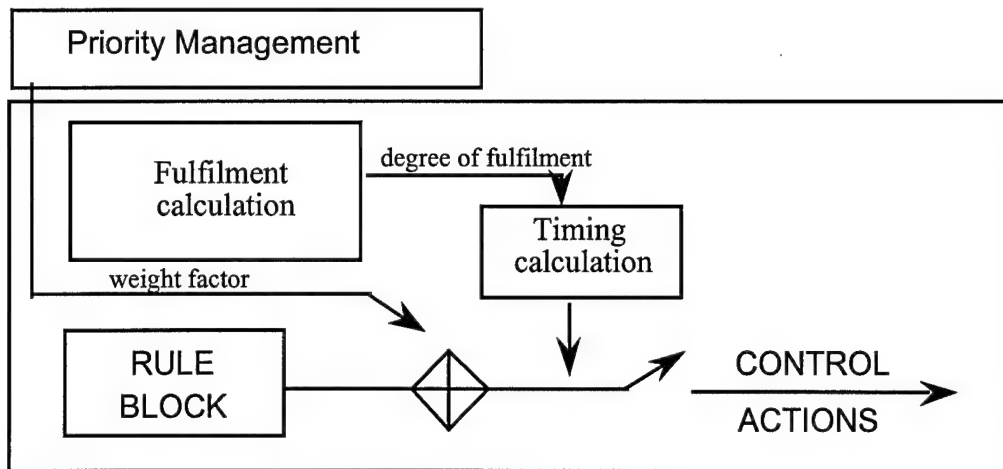 Priority Management
Fulfilment
calculation
degree of fulfilment
Timing
calculation
weight factor
RULE
BLOCK
CONTROL
ACTIONS